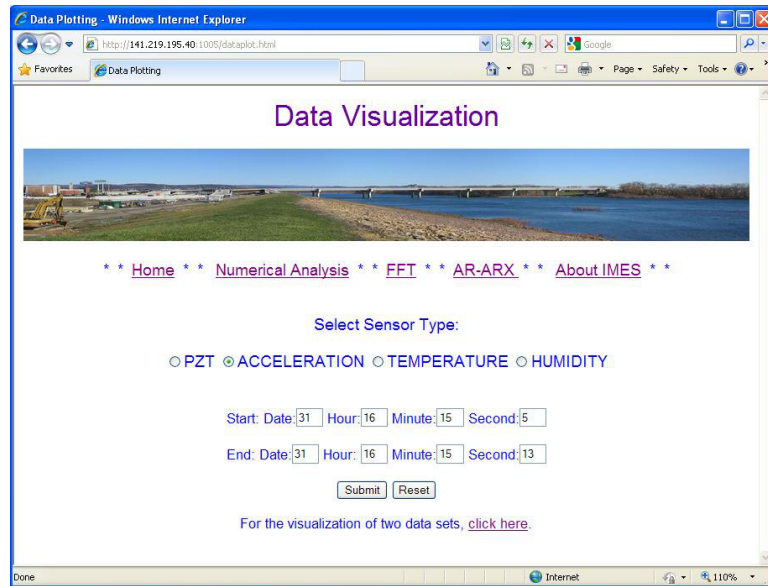 Data Plotting - Windows Internet Explorer
http://141.219.195.40:1005/dataplot.html
Google
Favorites
Data Plotting
Page
Safety
Tools
Data Visualization
* * Home * * Numerical Analysis * * FFT * * AR-ARX * * About IMES * *
Select Sensor Type:
PZT ACCELERATION TEMPERATURE HUMIDITY
Start: Date: 31 Hour: 16 Minute: 15 Second: 5
End: Date: 31 Hour: 16 Minute: 15 Second: 13
Submit Reset
For the visualization of two data sets, click here.
Done
Internet
110%